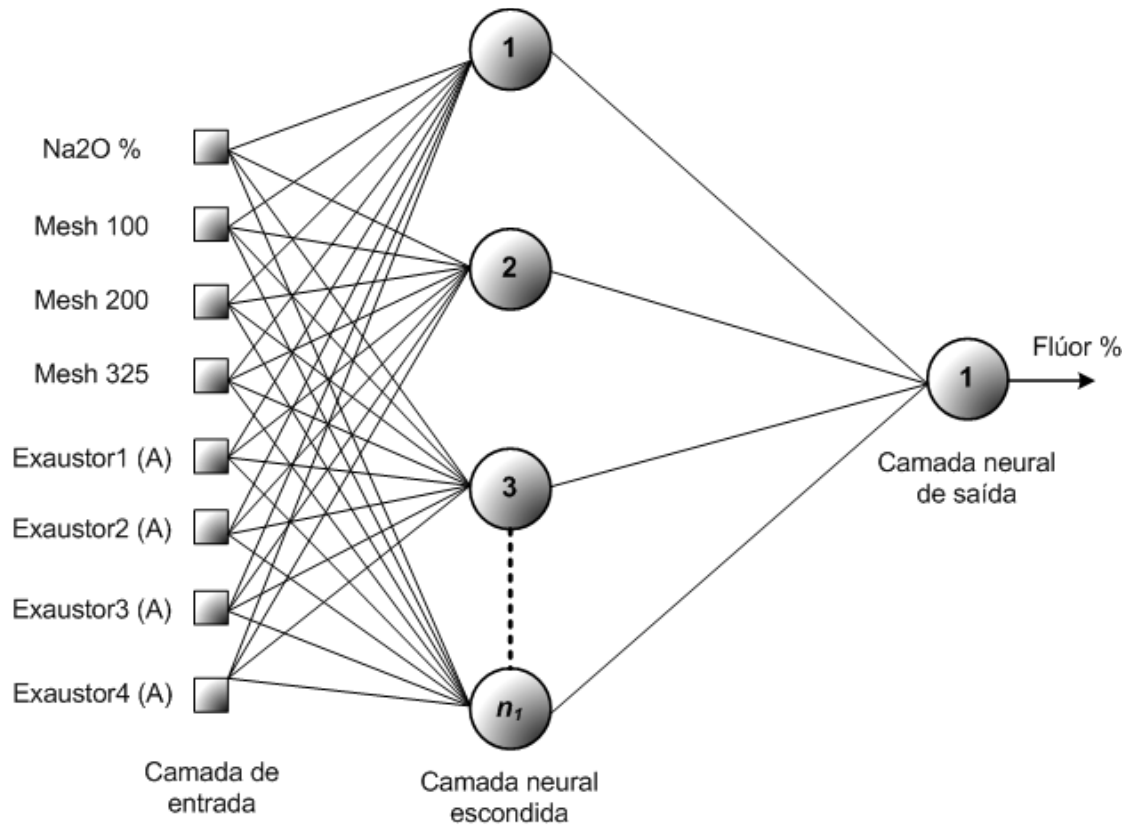 1
Na2O %
Mesh 100
2
Mesh 200
Flúor %
Mesh 325
1
Exaustor1 (A)
Camada neural
de saída
3
Exaustor2 (A)
Exaustor3 (A)
Exaustor4 (A)
n1
Camada de
entrada
Camada neural
escondida